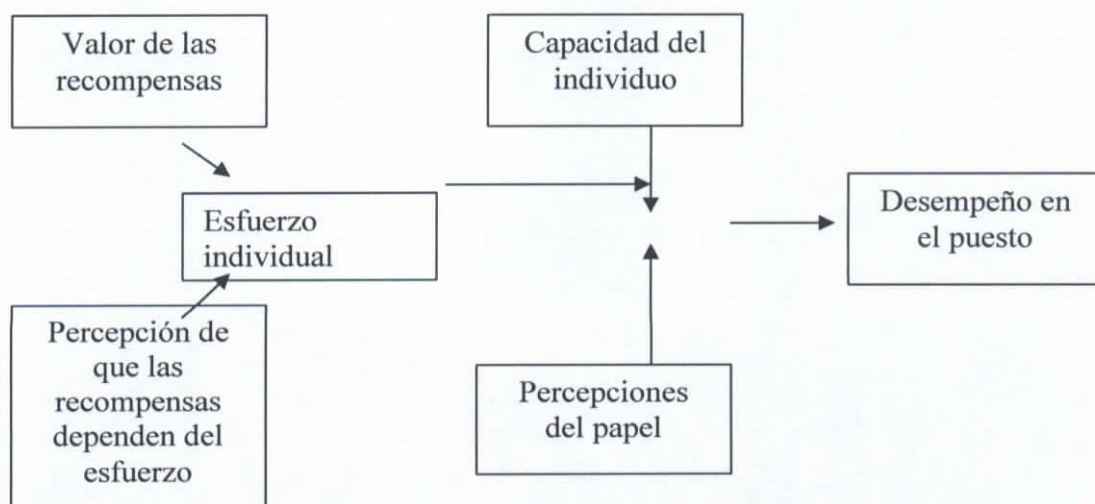 Valor de las
recompensas
Capacidad del
individuo
Esfuerzo
individual
Desempeño en
el puesto
Percepción de
que las
recompensas
dependen del
esfuerzo
Percepciones
del papel